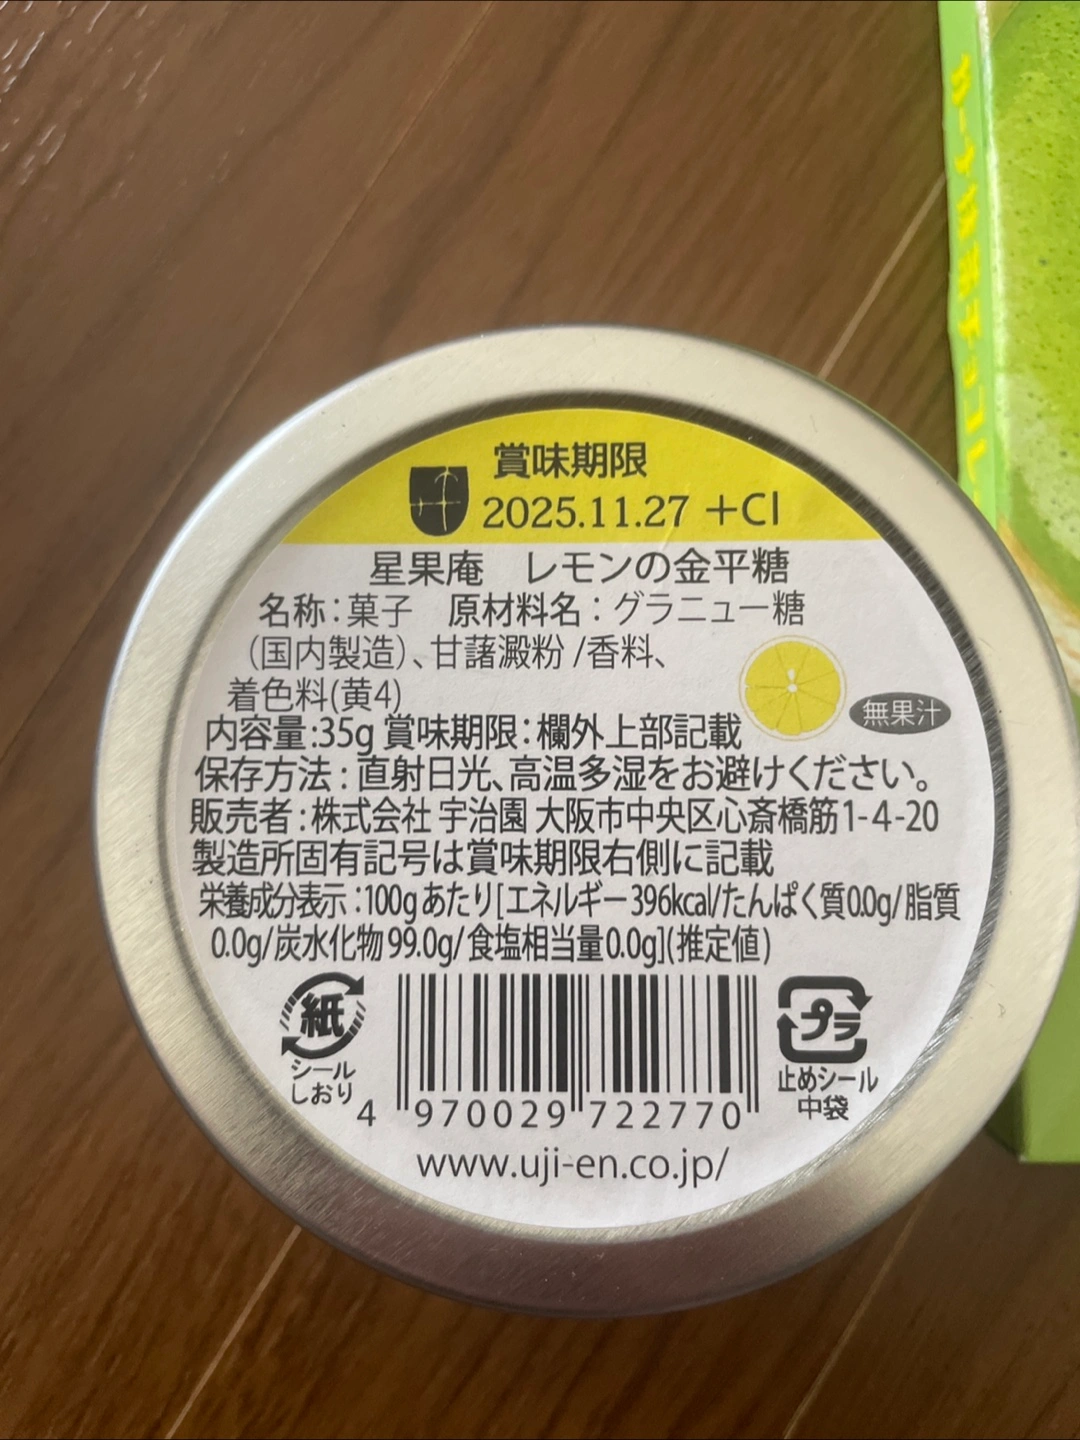 賞味期限
2025.11.27 +CI
星果庵 レモンの金平糖
名称:菓子 原材料名:グラニュー糖
(国内製造)、甘藷澱粉 /香料、
着色料(黄4)
無果汁
内容量:35g 賞味期限:欄外上部記載
保存方法:直射日光、高温多湿をお避けください。
販売者:株式会社 宇治園 大阪市中央区心斎橋筋1-4-20
製造所固有記号は賞味期限右側に記載
栄養成分表示:100gあたり[エネルギー396kcal/たんぱく質0.0g/脂質
0.0g/炭水化物99.0g/食塩相当量0.0g](推定値)
紙
シール
しおり
プラ
止めシール
中袋
4 970029 722770
www.uji-en.co.jp/